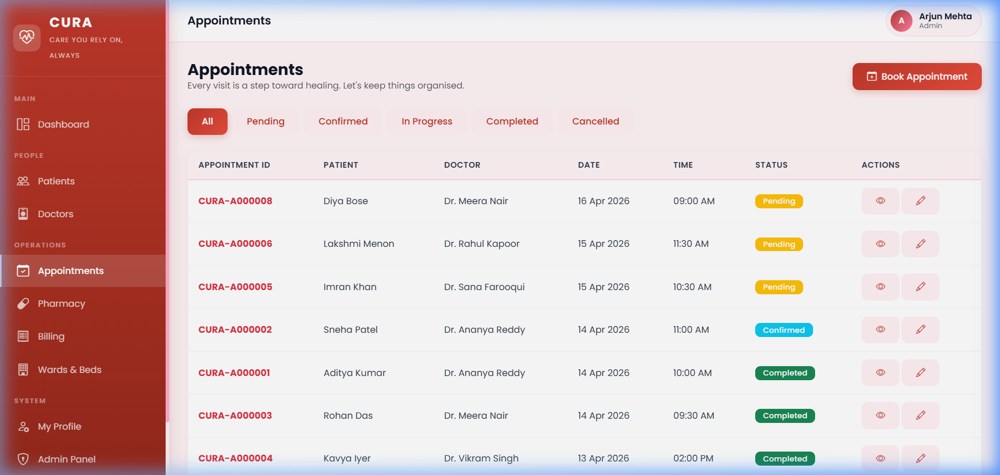 CURA
CARE YOU RELY ON,
ALWAYS
MAIN
Dashboard
PEOPLE
Patients
Doctors
OPERATIONS
Appointments
Pharmacy
Billing
Wards & Beds
SYSTEM
My Profile
Admin Panel
Appointments
A
Arjun Mehta
Admin
Appointments
Every visit is a step toward healing. Let's keep things organised.
Book Appointment
All Pending Confirmed In Progress Completed Cancelled
APPOINTMENT ID PATIENT DOCTOR DATE TIME STATUS ACTIONS
CURA-A000008 Diya Bose Dr. Meera Nair 16 Apr 2026 09:00 AM Pending
CURA-A000006 Lakshmi Menon Dr. Rahul Kapoor 15 Apr 2026 11:30 AM Pending
CURA-A000005 Imran Khan Dr. Sana Farooqui 15 Apr 2026 10:30 AM Pending
CURA-A000002 Sneha Patel Dr. Ananya Reddy 14 Apr 2026 11:00 AM Confirmed
CURA-A000001 Aditya Kumar Dr. Ananya Reddy 14 Apr 2026 10:00 AM Completed
CURA-A000003 Rohan Das Dr. Meera Nair 14 Apr 2026 09:30 AM Completed
CURA-A000004 Kavya Iyer Dr. Vikram Singh 13 Apr 2026 02:00 PM Completed